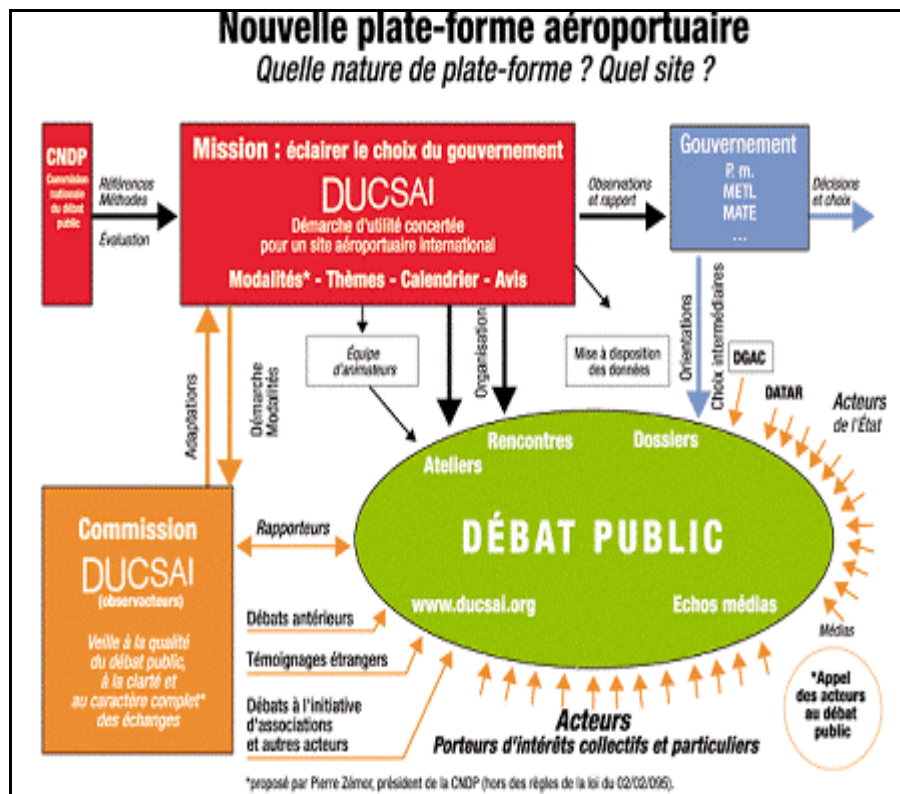 Nouvelle plate-forme aéroportuaire
Quelle nature de plate-forme ? Quel site ?
CNDP
Commission
nationale
du débat
public
Références
Méthodes
Évaluation
Mission : éclairer le choix du gouvernement
DUCSAI
Démarche d'utilité concertée
pour un site aéroportuaire international
Modalités* - Thèmes - Calendrier - Avis
Observations
et rapport
Gouvernement
P. m.
METL
MATE
...
Décisions
et choix
Adaptations
Démarche
Modalités
Équipe
d'animateurs
Organisation
Mise à disposition
des données
Orientations
Choix intermédiaires
DGAC
DATAR
Acteurs
de l'État
Ateliers
Rencontres
Dossiers
DÉBAT PUBLIC
www.ducsai.org
Echos médias
Commission
DUCSAI
(observacteurs)
Veille à la qualité
du débat public,
à la clarté et
au caractère complet*
des échanges
Rapporteurs
Débats antérieurs
Témoignages étrangers
Débats à l'initiative
d'associations
et autres acteurs
Acteurs
Porteurs d'intérêts collectifs et particuliers
Médias
*Appel
des acteurs
au débat
public
*proposé par Pierre Zémor, président de la CNDP (hors des règles de la loi du 02/02/095).